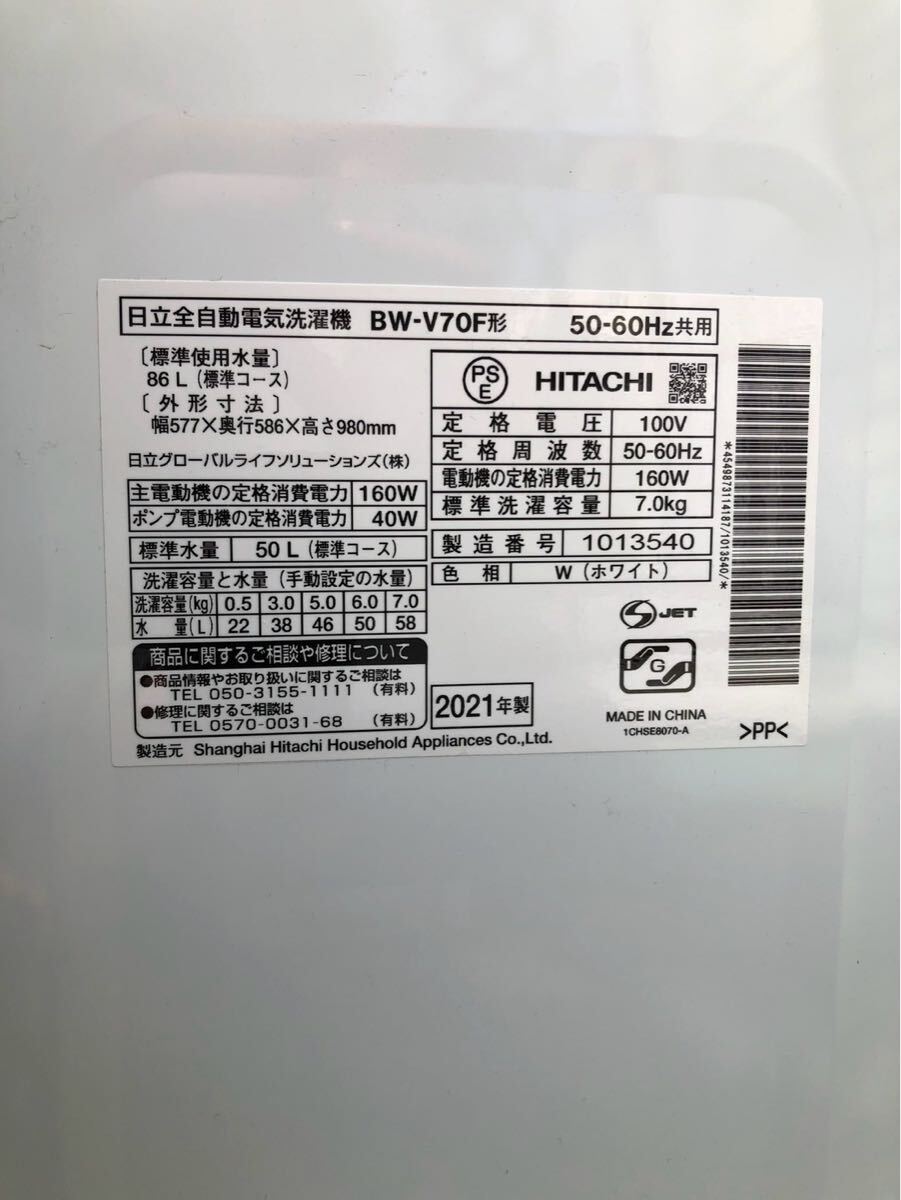 日立全自動電気洗濯機 BW-V70F形 50-60Hz共用
〔標準使用水量〕
86 L (標準コース)
〔外形寸法〕
幅577×奥行586×高さ980mm
日立グローバルライフソリューションズ(株)
主電動機の定格消費電力 160W
ポンプ電動機の定格消費電力 40W
標準水量 50 L (標準コース)
洗濯容量と水量 (手動設定の水量)
洗濯容量(kg) 0.5 3.0 5.0 6.0 7.0
水量(L) 22 38 46 50 58
商品に関するご相談や修理について
●商品情報やお取り扱いに関するご相談は
TEL 050-3155-1111 (有料)
●修理に関するご相談は
TEL 0570-0031-68 (有料)
製造元 Shanghai Hitachi Household Appliances Co.,Ltd.
PS
E
HITACHI
定格電圧 100V
定格周波数 50-60Hz
電動機の定格消費電力 160W
標準洗濯容量 7.0kg
製造番号 1013540
色相 W (ホワイト)
S JET
G
2021年製
MADE IN CHINA
1CHSE8070-A
>PP<
*4549873114187/1013540/*